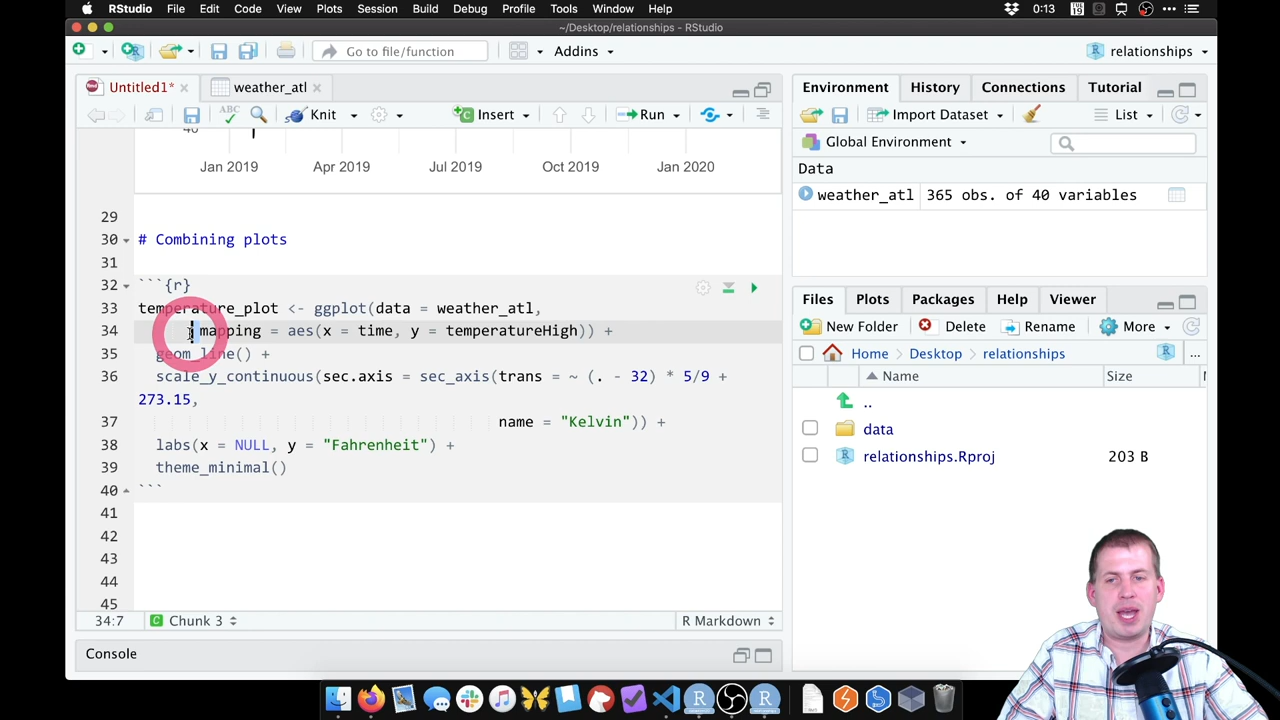 RStudio File Edit Code View Plots Session Build Debug Profile Tools Window Help 0:13 TUE 19
~/Desktop/relationships - RStudio
Go to file/function Addins relationships
Untitled1* weather_atl
ABC Knit Insert Run
Jan 2019 Apr 2019 Jul 2019 Oct 2019 Jan 2020
29
30 # Combining plots
31
32 ```{r}
33 temperature_plot <- ggplot(data = weather_atl,
34 mapping = aes(x = time, y = temperatureHigh)) +
35 geom_line() +
36 scale_y_continuous(sec.axis = sec_axis(trans = ~ (. - 32) * 5/9 +
273.15,
37 name = "Kelvin")) +
38 labs(x = NULL, y = "Fahrenheit") +
39 theme_minimal()
40 ```
41
42
43
44
45
34:7 Chunk 3 R Markdown
Console
Environment History Connections Tutorial
Import Dataset List
Global Environment
Data
weather_atl 365 obs. of 40 variables
Files Plots Packages Help Viewer
New Folder Delete Rename More
Home Desktop relationships ...
Name Size
..
data
relationships.Rproj 203 B